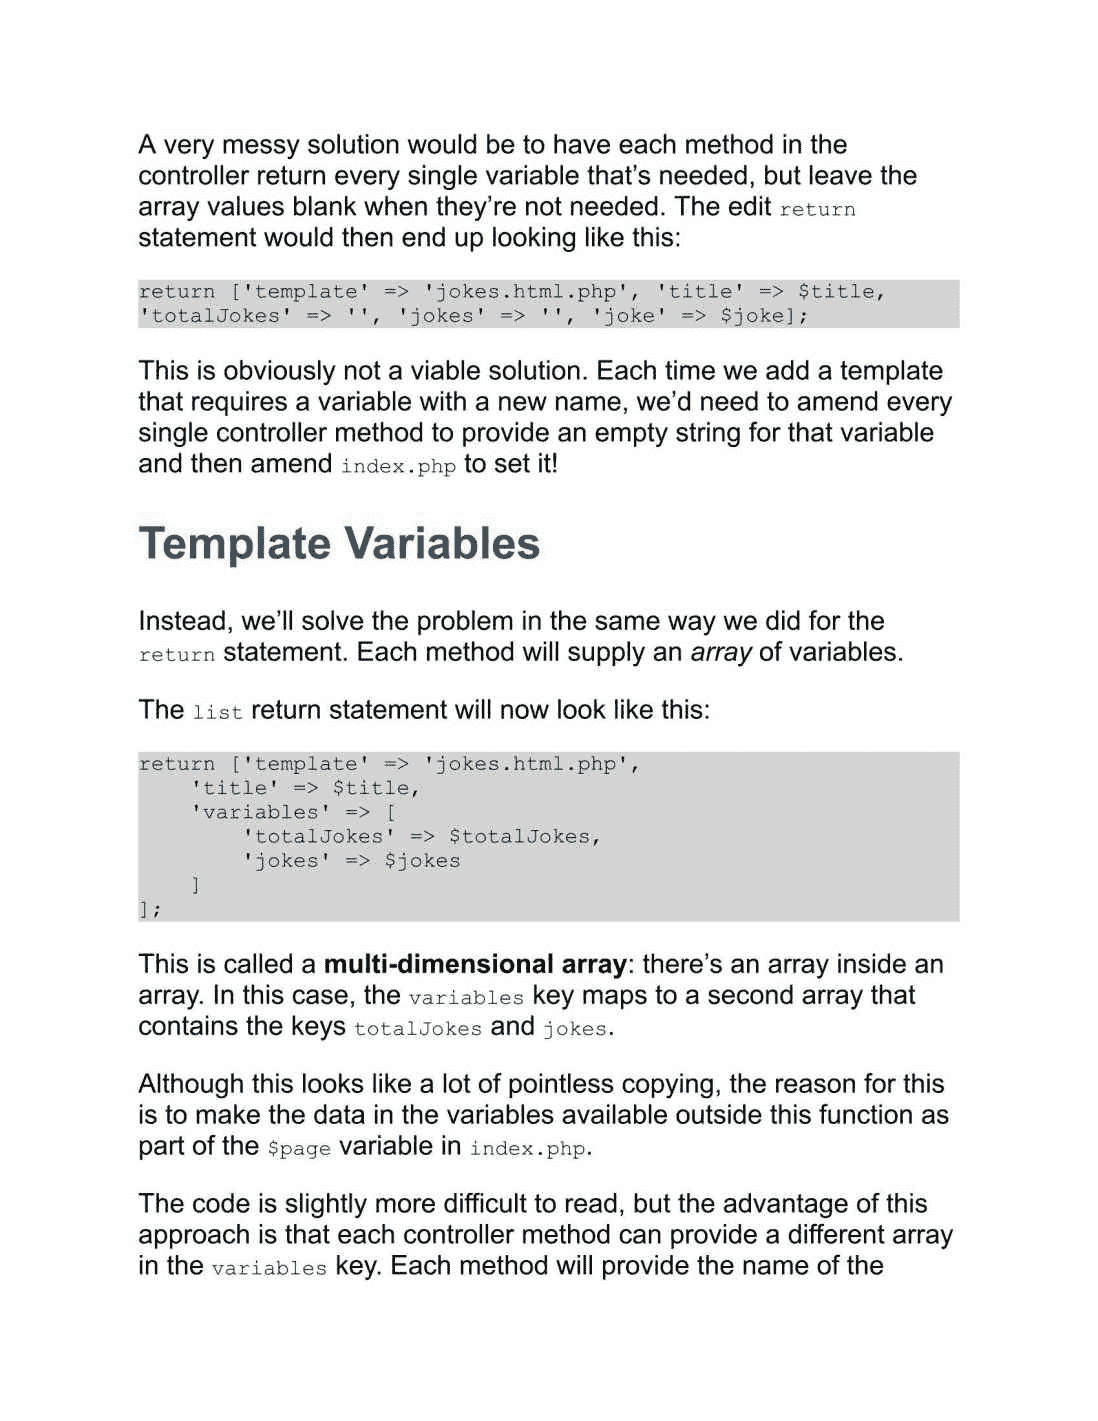 A very messy solution would be to have each method in the
controller return every single variable that’s needed, but leave the
array values blank when they’re not needed. The edit return
statement would then end up looking like this:
return ['template' => 'jokes.html.php', 'title' => $title,
'totalJokes' => '', 'jokes' => '', 'joke' => $joke];
This is obviously not a viable solution. Each time we add a template
that requires a variable with a new name, we’d need to amend every
single controller method to provide an empty string for that variable
and then amend index.php to set it!
Template Variables
Instead, we’ll solve the problem in the same way we did for the
return statement. Each method will supply an array of variables.
The list return statement will now look like this:
return ['template' => 'jokes.html.php',
    'title' => $title,
    'variables' => [
        'totalJokes' => $totalJokes,
        'jokes' => $jokes
    ]
];
This is called a multi-dimensional array: there’s an array inside an
array. In this case, the variables key maps to a second array that
contains the keys totalJokes and jokes.
Although this looks like a lot of pointless copying, the reason for this
is to make the data in the variables available outside this function as
part of the $page variable in index.php.
The code is slightly more difficult to read, but the advantage of this
approach is that each controller method can provide a different array
in the variables key. Each method will provide the name of the